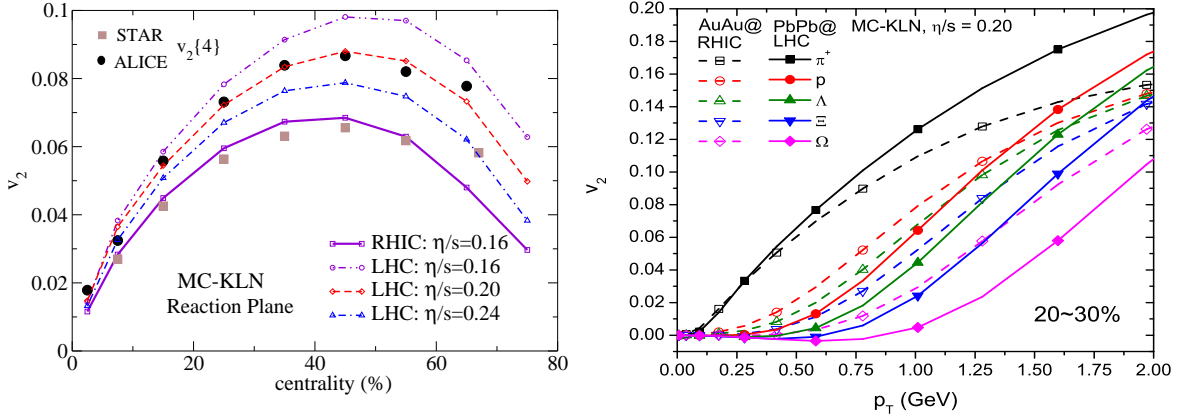 0.1
0.08
0.06
0.04
0.02
0
v2
0 20 40 60 80
centrality (%)
STAR
ALICE
v2{4}
RHIC: η/s=0.16
LHC: η/s=0.16
LHC: η/s=0.20
LHC: η/s=0.24
MC-KLN
Reaction Plane
0.20
0.18
0.16
0.14
0.12
0.10
0.08
0.06
0.04
0.02
0.00
v2
0.00 0.25 0.50 0.75 1.00 1.25 1.50 1.75 2.00
pT (GeV)
AuAu@ PbPb@ MC-KLN, η/s = 0.20
RHIC LHC
π+
p
Λ
Ξ
Ω
20~30%